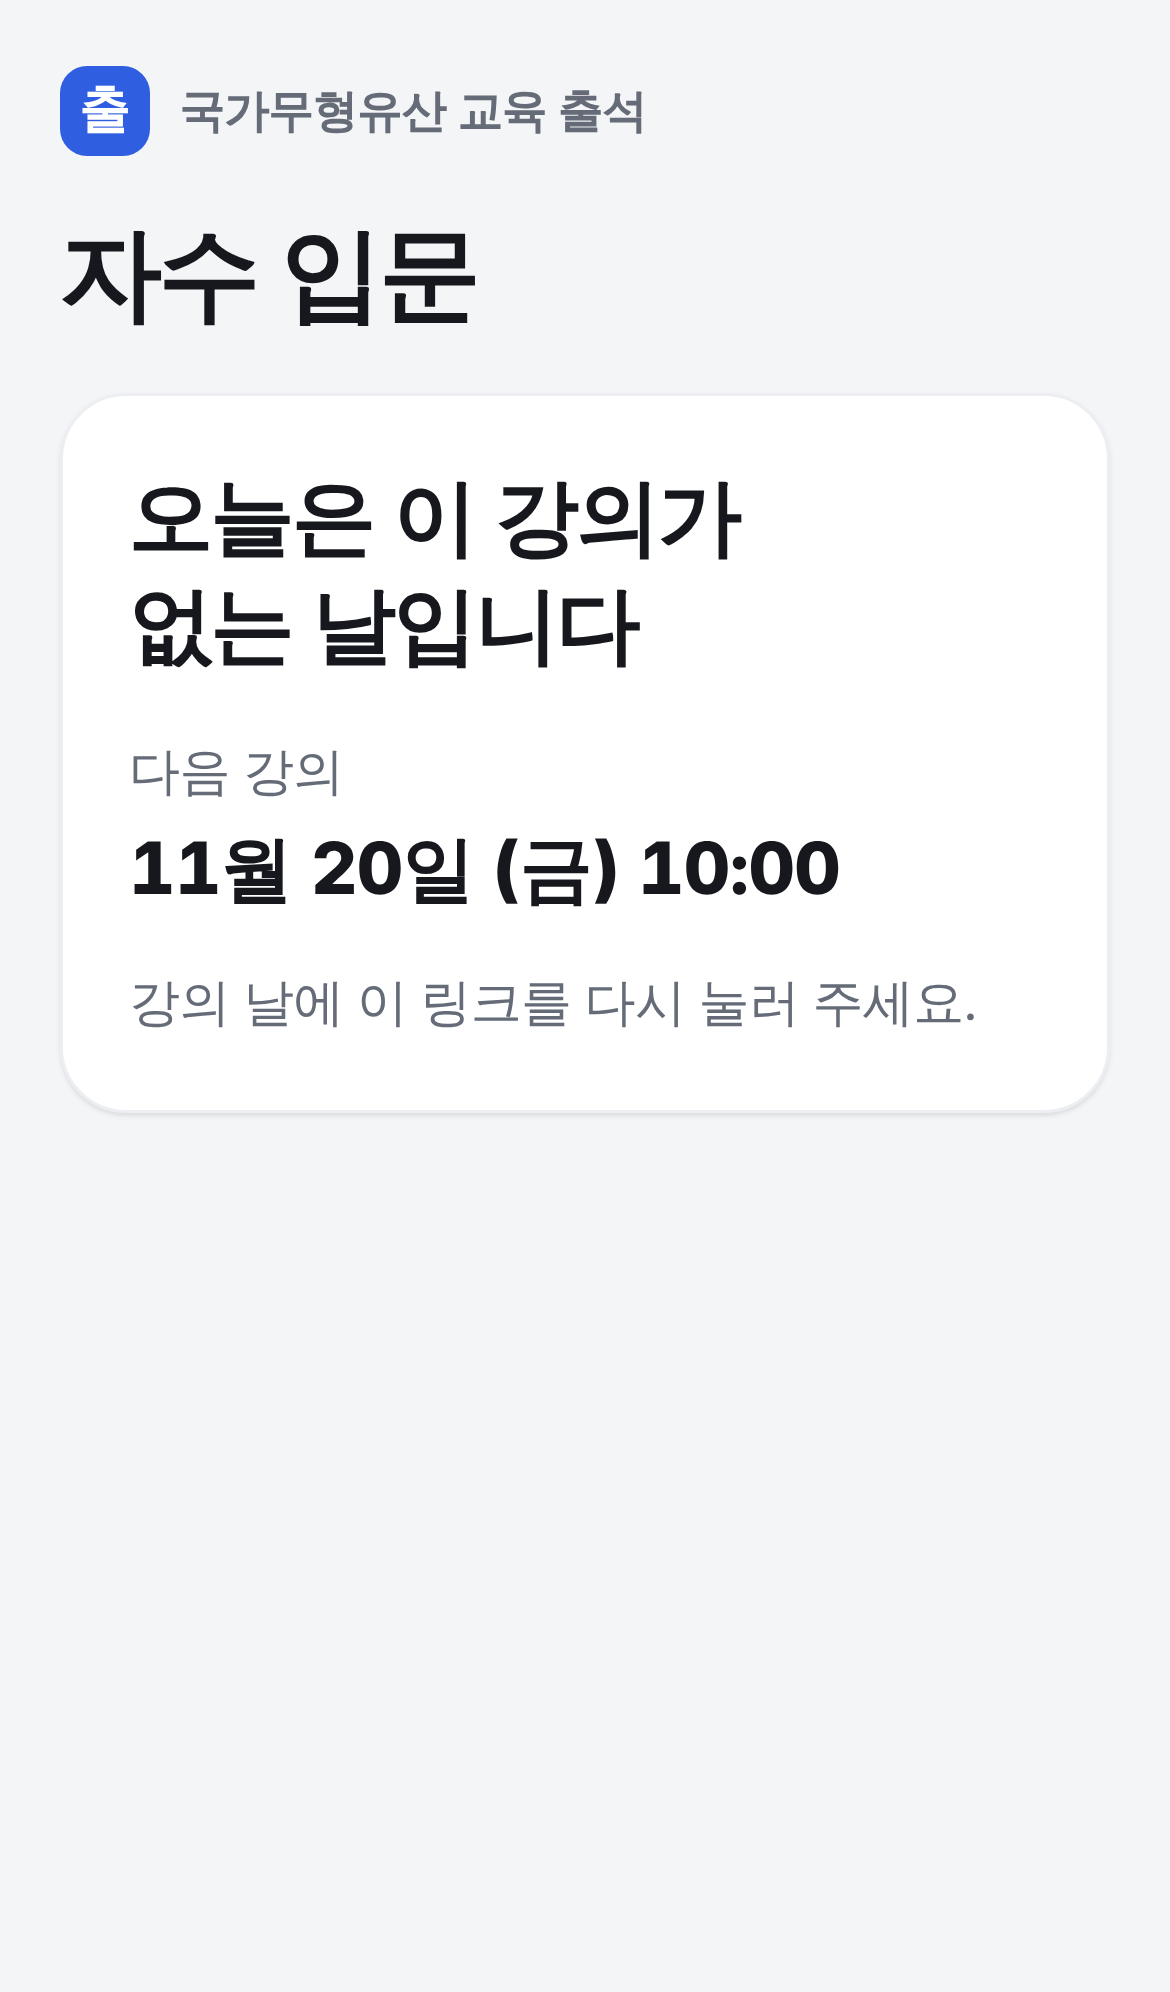 출 국가무형유산 교육 출석
자수 입문
오늘은 이 강의가
없는 날입니다
다음 강의
11월 20일 (금) 10:00
강의 날에 이 링크를 다시 눌러 주세요.